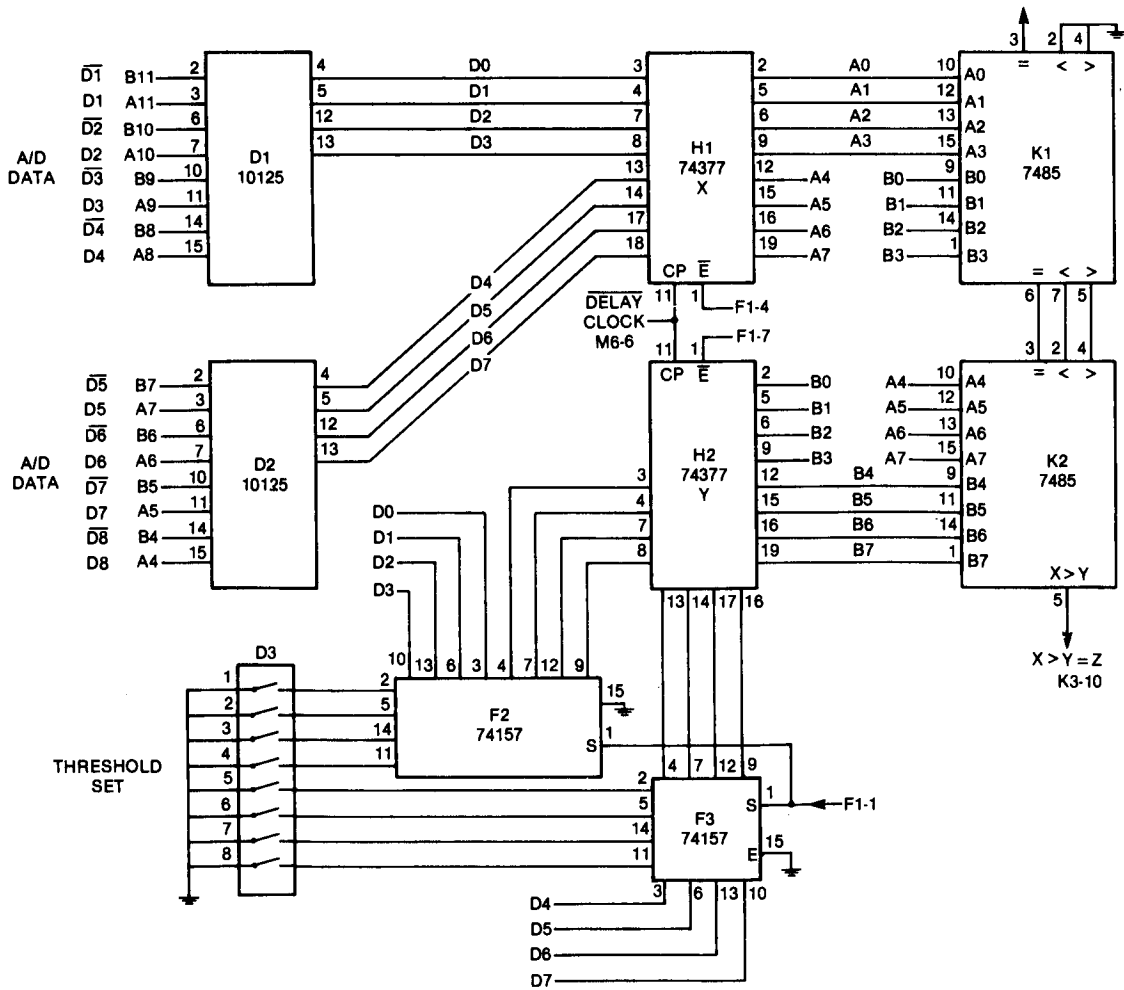 3 2 4
= < >
D̅1̅ B11 2 4 D0 3 2 A0 10 A0
D1 A11 3 5 D1 4 5 A1 12 A1
D̅2̅ B10 6 12 D2 7 6 A2 13 A2
D2 A10 7 13 D3 8 9 A3 15 A3
D̅3̅ B9 10 13 12 A4 B0 9 B0
D3 A9 11 14 15 A5 B1 11 B1
D̅4̅ B8 14 17 16 A6 B2 14 B2
D4 A8 15 18 19 A7 B3 1 B3
A/D
DATA
D1
10125
H1
74377
X
K1
7485
CP E̅
11 1 F1-4
= < >
6 7 5
D4
D5
D6
D7
D̅E̅L̅A̅Y̅
CLOCK
M6-6
F1-7
11 1
CP E̅
3 2 4
= < >
D̅5̅ B7 2 4
D5 A7 3 5
D̅6̅ B6 6 12
D6 A6 7 13
D̅7̅ B5 10
D7 A5 11
D̅8̅ B4 14
D8 A4 15
A/D
DATA
D2
10125
2 B0 A4 10 A4
5 B1 A5 12 A5
6 B2 A6 13 A6
9 B3 A7 15 A7
3 12 B4 9 B4
4 15 B5 11 B5
7 16 B6 14 B6
8 19 B7 1 B7
H2
74377
Y
K2
7485
X>Y
5
X>Y=Z
K3-10
13 14 17 16
D0
D1
D2
D3
10 13 6 3 4 7 12 9
D3
1 2
2 5
3 14
4 11
5 2
6 5
7 14
8 11
THRESHOLD
SET
F2
74157
15
S 1
4 7 12 9
F3
74157
S 1 F1-1
E 15
3 6 13 10
D4
D5
D6
D7